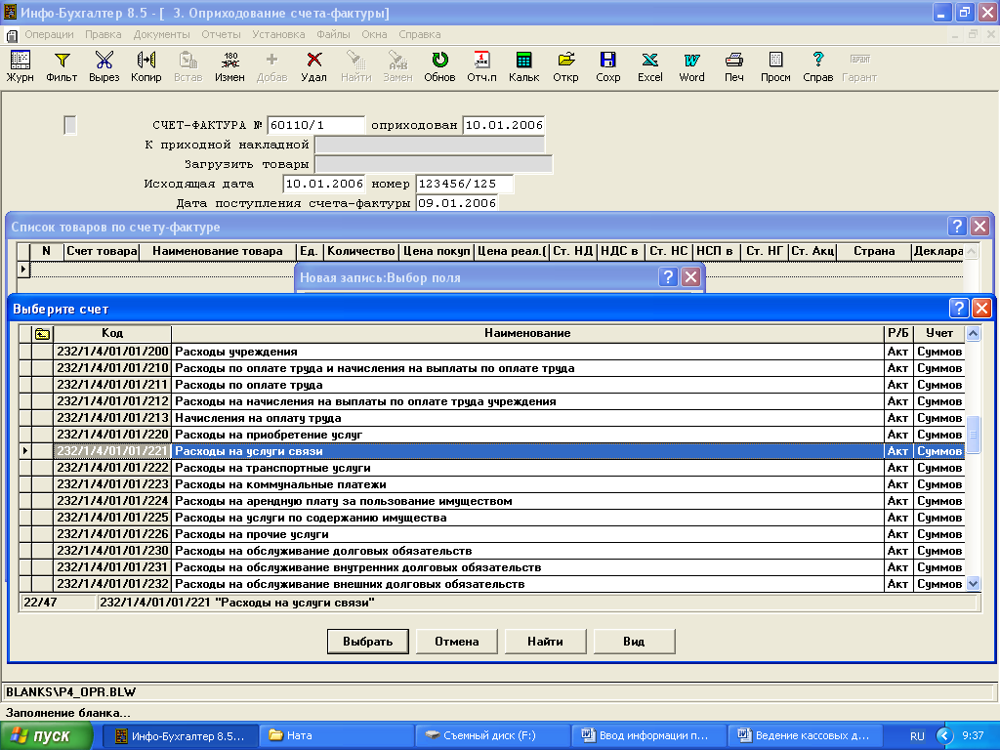 Инфо-Бухгалтер 8.5 - [  3. Оприходование счета-фактуры]
Операции Правка Документы Отчеты Установка Файлы Окна Справка
Журн Фильт Вырез Копир Встав Измен Добав Удал Найти Замен Обнов Отч.п Кальк Откр Сохр Excel Word Печ Просм Справ Гарант
СЧЕТ-ФАКТУРА № 60110/1 оприходован 10.01.2006
К приходной накладной
Загрузить товары
Исходящая дата 10.01.2006 номер 123456/125
Дата поступления счета-фактуры 09.01.2006
Список товаров по счету-фактуре
N Счет товара Наименование товара Ед. Количество Цена покуп Цена реал.( Ст. НД НДС в Ст. НС НСП в Ст. НГ Ст. Акц Страна Деклара
Новая запись:Выбор поля
Выберите счет
Код Наименование Р/Б Учет
232/1/4/01/01/200 Расходы учреждения Акт Суммов
232/1/4/01/01/210 Расходы по оплате труда и начисления на выплаты по оплате труда Акт Суммов
232/1/4/01/01/211 Расходы по оплате труда Акт Суммов
232/1/4/01/01/212 Расходы на начисления на выплаты по оплате труда учреждения Акт Суммов
232/1/4/01/01/213 Начисления на оплату труда Акт Суммов
232/1/4/01/01/220 Расходы на приобретение услуг Акт Суммов
232/1/4/01/01/221 Расходы на услуги связи Акт Суммов
232/1/4/01/01/222 Расходы на транспортные услуги Акт Суммов
232/1/4/01/01/223 Расходы на коммунальные платежи Акт Суммов
232/1/4/01/01/224 Расходы на арендную плату за пользование имуществом Акт Суммов
232/1/4/01/01/225 Расходы на услуги по содержанию имущества Акт Суммов
232/1/4/01/01/226 Расходы на прочие услуги Акт Суммов
232/1/4/01/01/230 Расходы на обслуживание долговых обязательств Акт Суммов
232/1/4/01/01/231 Расходы на обслуживание внутренних долговых обязательств Акт Суммов
232/1/4/01/01/232 Расходы на обслуживание внешних долговых обязательств Акт Суммов
22/47 232/1/4/01/01/221 "Расходы на услуги связи"
Выбрать Отмена Найти Вид
BLANKS\P4_OPR.BLW
Заполнение бланка...
пуск Инфо-Бухгалтер 8.5... Ната Съемный диск (F:) Ввод информации п... Ведение кассовых д... RU 9:37